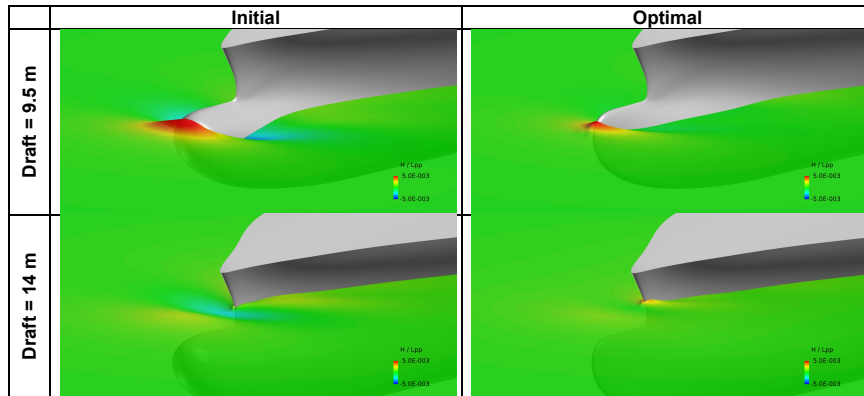 Initial
Optimal
Draft = 9.5 m
H / Lpp
5.0E-003
-5.0E-003
H / Lpp
5.0E-003
-5.0E-003
Draft = 14 m
H / Lpp
5.0E-003
-5.0E-003
H / Lpp
5.0E-003
-5.0E-003